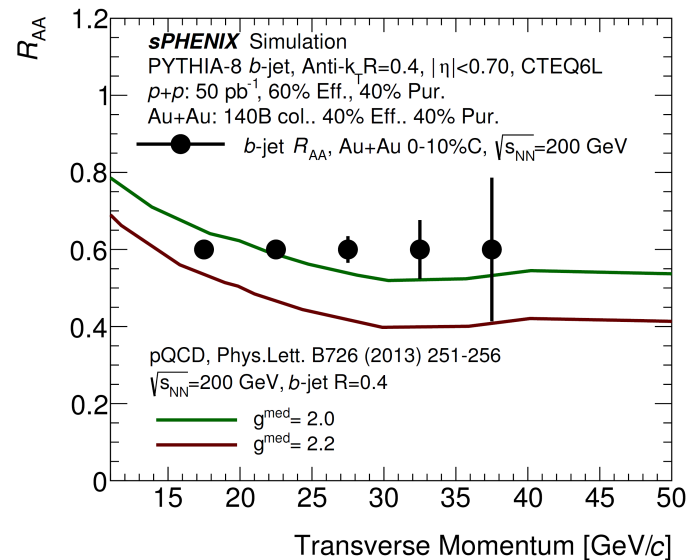 R_AA
1.2
1
0.8
0.6
0.4
0.2
0
sPHENIX Simulation
PYTHIA-8 b-jet, Anti-k_T R=0.4, |η|<0.70, CTEQ6L
p+p: 50 pb⁻¹, 60% Eff., 40% Pur.
Au+Au: 140B col.. 40% Eff.. 40% Pur.
b-jet R_AA, Au+Au 0-10%C, √s_NN=200 GeV
pQCD, Phys.Lett. B726 (2013) 251-256
√s_NN=200 GeV, b-jet R=0.4
g^med= 2.0
g^med= 2.2
15 20 25 30 35 40 45 50
Transverse Momentum [GeV/c]